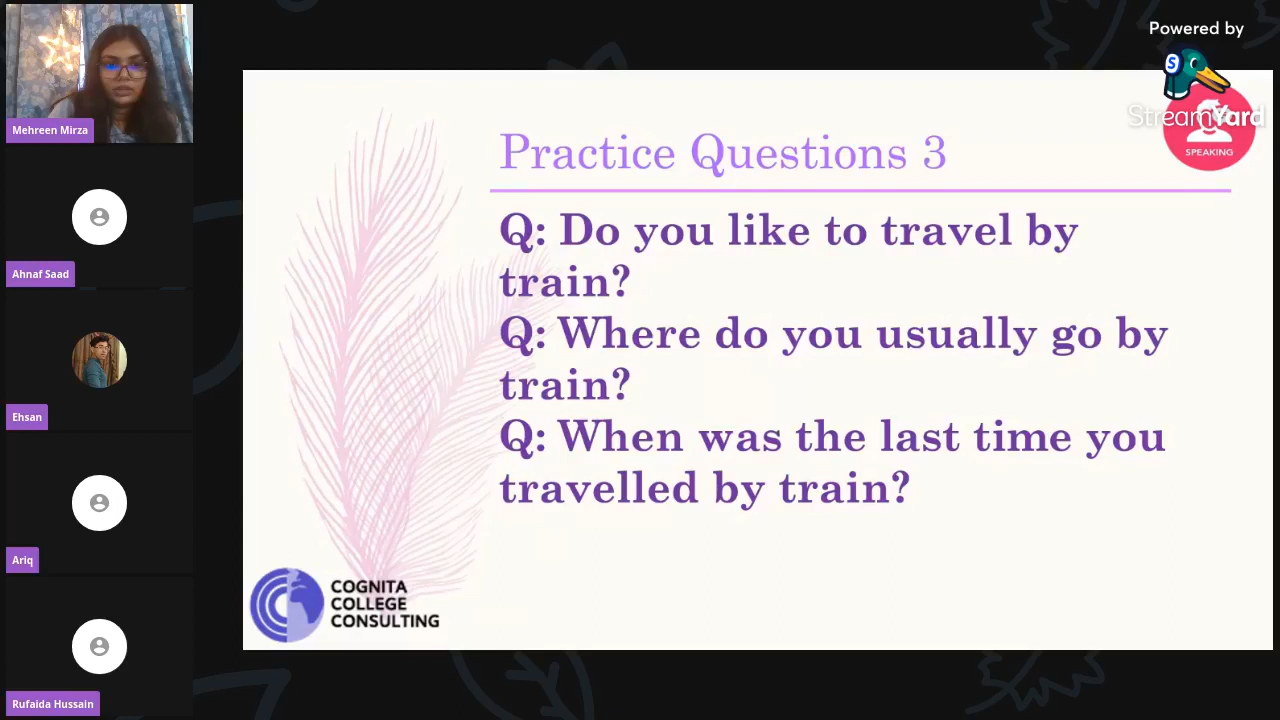 Mehreen Mirza
Ahnaf Saad
Ehsan
Ariq
Rufaida Hussain
Powered by
S
StreamYard
SPEAKING
Practice Questions 3
Q: Do you like to travel by
train?
Q: Where do you usually go by
train?
Q: When was the last time you
travelled by train?
COGNITA
COLLEGE
CONSULTING